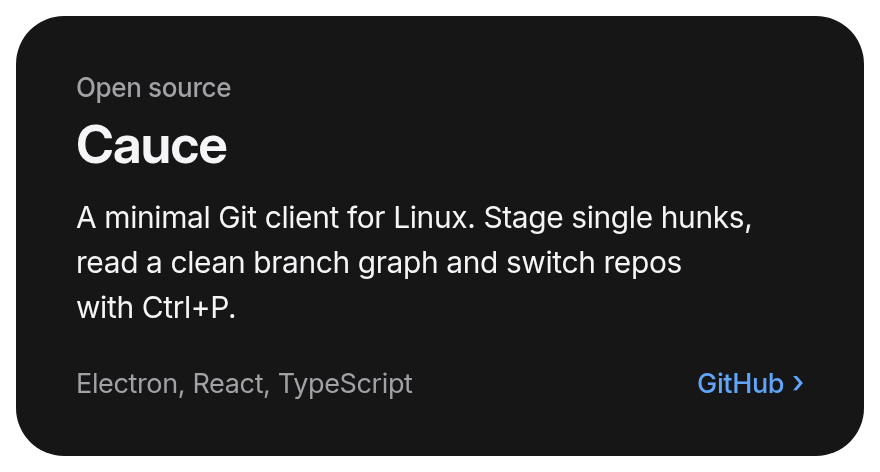 Open source
Cauce
A minimal Git client for Linux. Stage single hunks,
read a clean branch graph and switch repos
with Ctrl+P.
Electron, React, TypeScript
GitHub ›